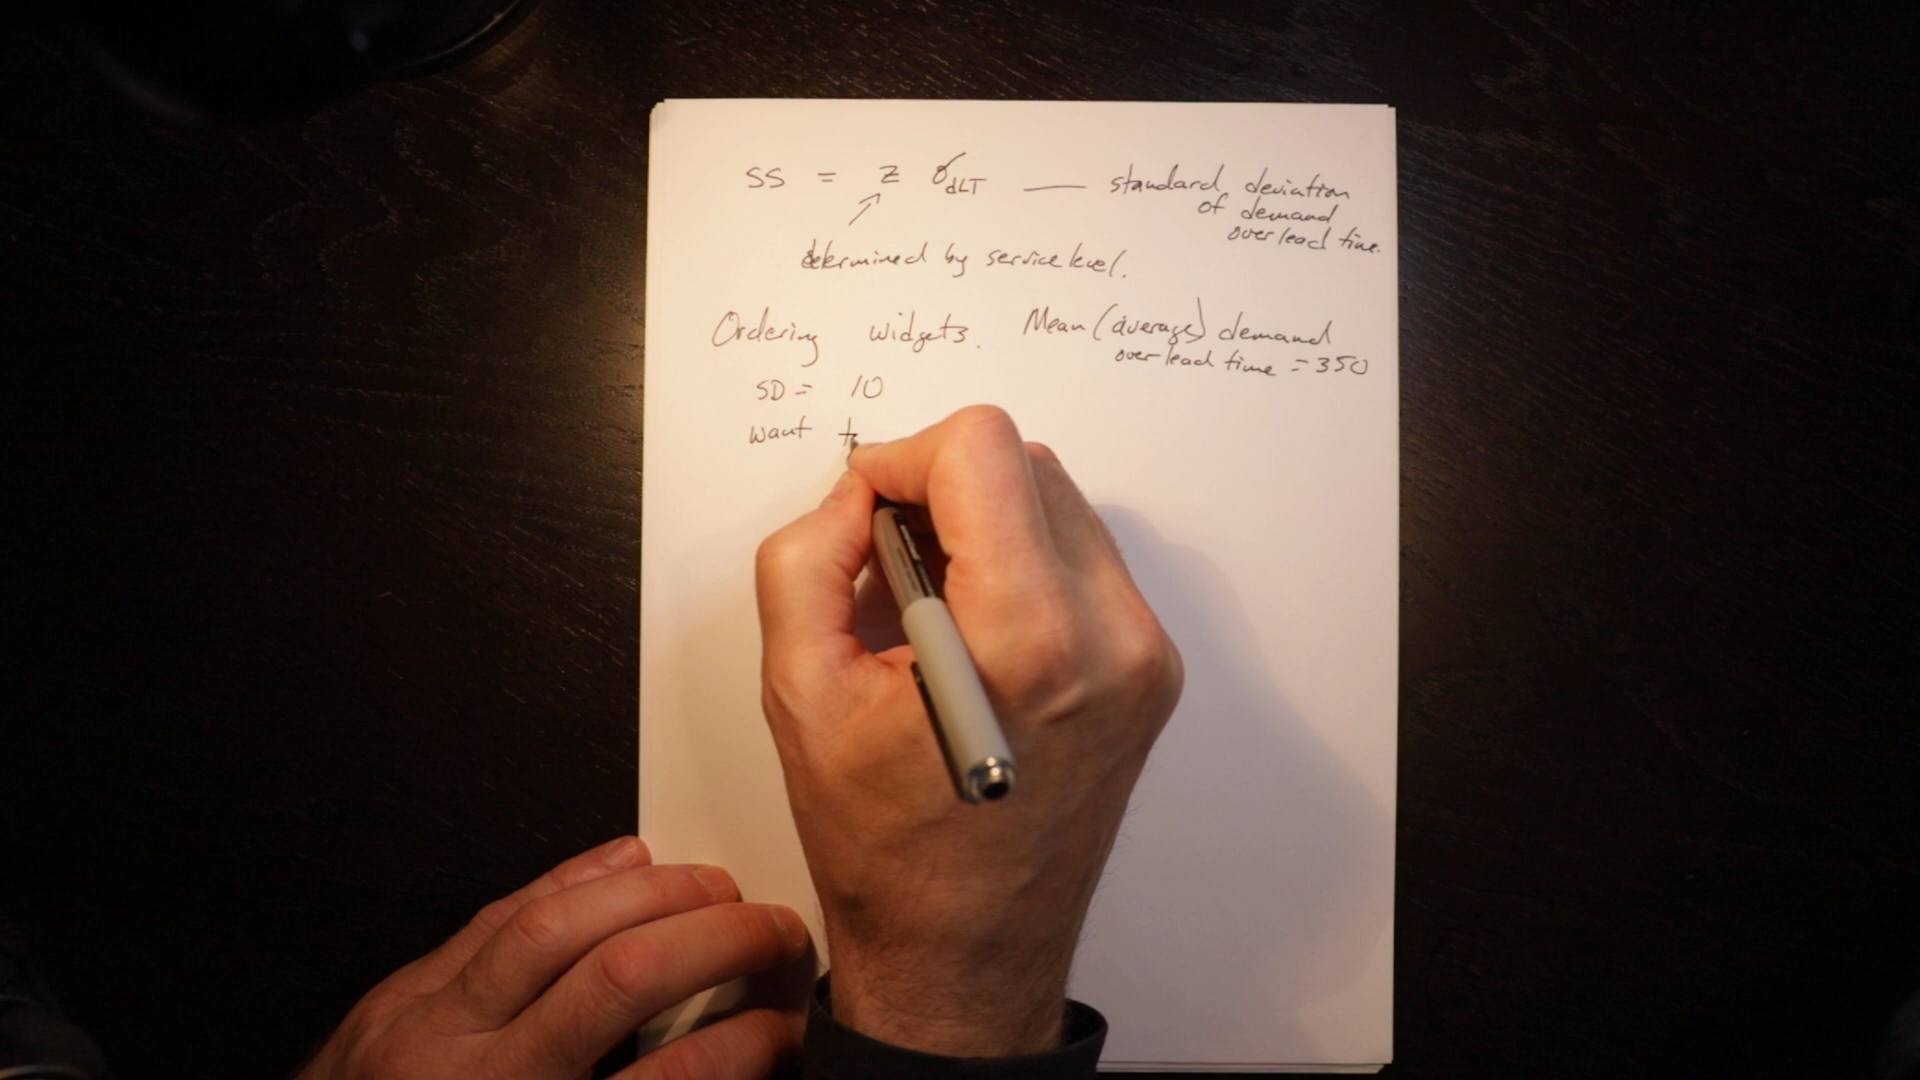 SS = z σdLT — standard deviation
of demand
over lead time.
determined by service level.
Ordering widgets. Mean (average) demand
over lead time = 350
SD = 10
want to